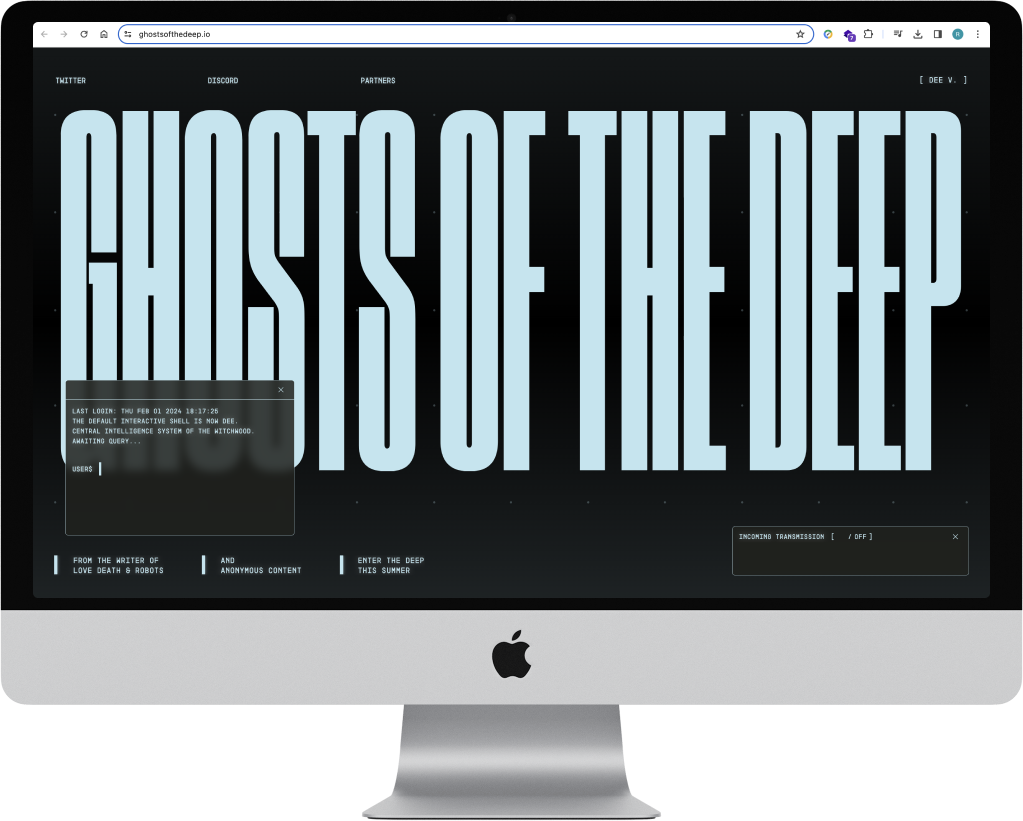 ghostsofthedeep.io
TWITTER
DISCORD
PARTNERS
[ DEE V. ]
GHOSTS OF THE DEEP
LAST LOGIN: THU FEB 01 2024 18:17:25
THE DEFAULT INTERACTIVE SHELL IS NOW DEE.
CENTRAL INTELLIGENCE SYSTEM OF THE WITCHWOOD.
AWAITING QUERY...
USER$
INCOMING TRANSMISSION [ / OFF ]
FROM THE WRITER OF
LOVE DEATH & ROBOTS
AND
ANONYMOUS CONTENT
ENTER THE DEEP
THIS SUMMER